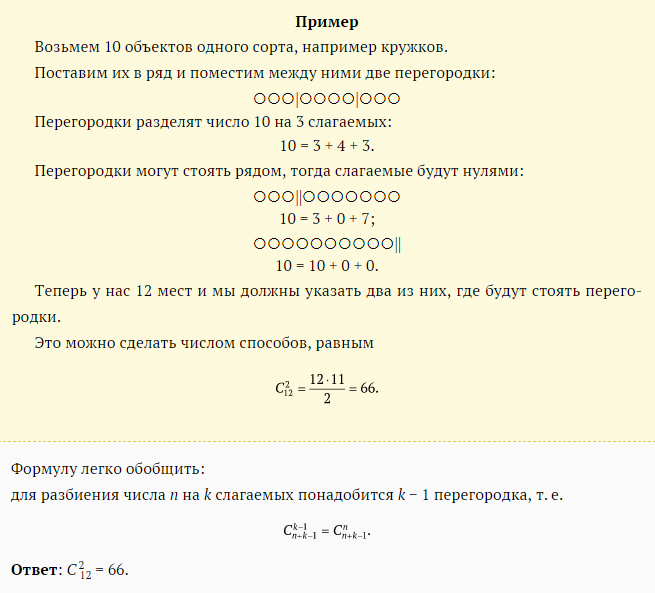 Пример
Возьмем 10 объектов одного сорта, например кружков.
Поставим их в ряд и поместим между ними две перегородки:
○○○|○○○○|○○○
Перегородки разделят число 10 на 3 слагаемых:
10 = 3 + 4 + 3.
Перегородки могут стоять рядом, тогда слагаемые будут нулями:
○○○||○○○○○○○
10 = 3 + 0 + 7;
○○○○○○○○○○||
10 = 10 + 0 + 0.
Теперь у нас 12 мест и мы должны указать два из них, где будут стоять перего-
родки.
Это можно сделать числом способов, равным
C_{12}^{2} = \frac{12 \cdot 11}{2} = 66.
Формулу легко обобщить:
для разбиения числа n на k слагаемых понадобится k − 1 перегородка, т. е.
C_{n+k−1}^{k−1} = C_{n+k−1}^{n}.
Ответ: C_{12}^{2} = 66.